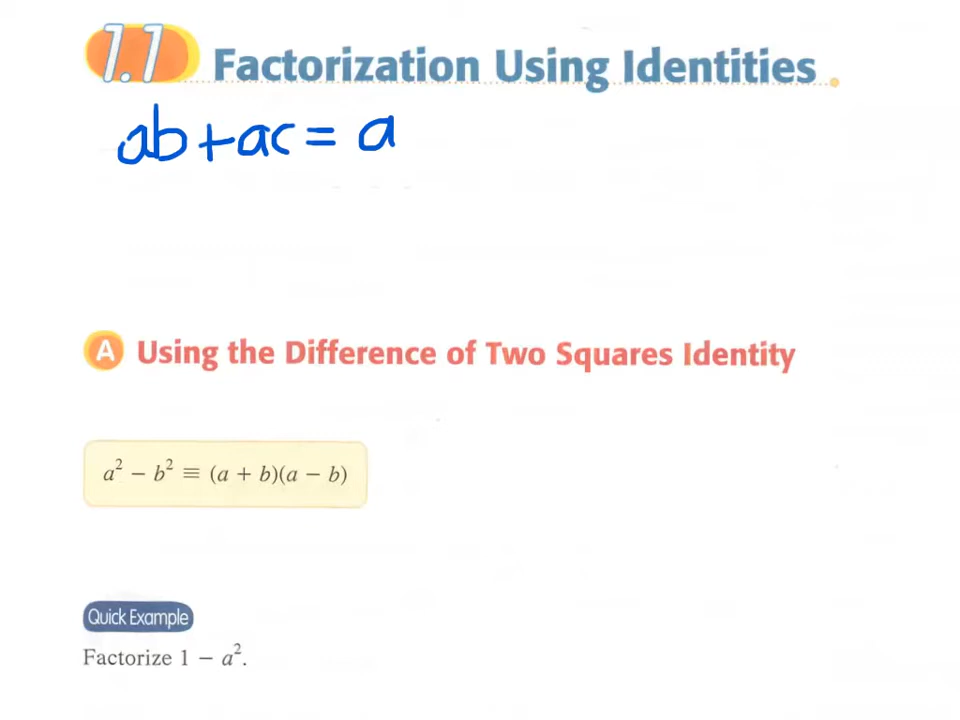 1.1 Factorization Using Identities
ab+ac = a
A Using the Difference of Two Squares Identity
a² − b² ≡ (a + b)(a − b)
Quick Example
Factorize 1 − a².